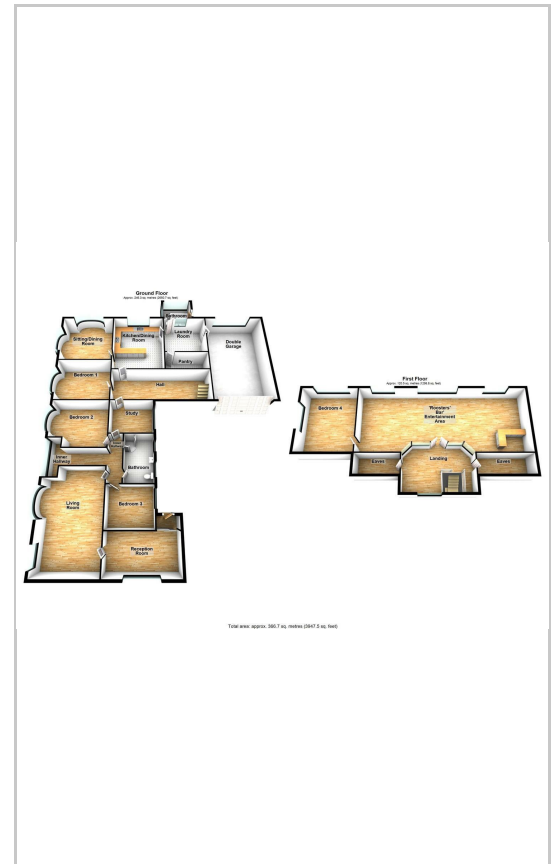 Ground Floor
Bathroom
Sitting/Dining
Room
Kitchen/Dining
Room
Laundry
Room
Double
Garage
Pantry
Bedroom 1
Hall
Bedroom 2
Study
Inner
Hallway
Bathroom
Living
Room
Bedroom 3
Reception
Room
First Floor
Bedroom 4
'Roosters'
Bar'
Entertainment
Area
Eaves
Landing
Eaves
Total area: approx. 366.7 sq. metres (3947.5 sq. feet)